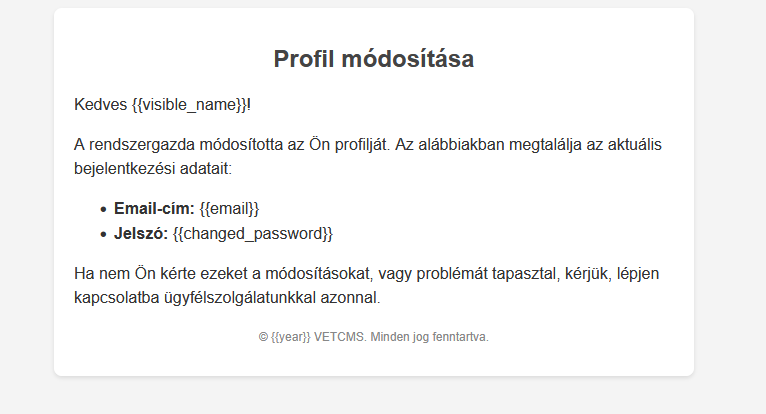 Profil módosítása
Kedves {{visible_name}}!
A rendszergazda módosította az Ön profilját. Az alábbiakban megtalálja az aktuális
bejelentkezési adatait:
• Email-cím: {{email}}
• Jelszó: {{changed_password}}
Ha nem Ön kérte ezeket a módosításokat, vagy problémát tapasztal, kérjük, lépjen
kapcsolatba ügyfélszolgálatunkkal azonnal.
© {{year}} VETCMS. Minden jog fenntartva.